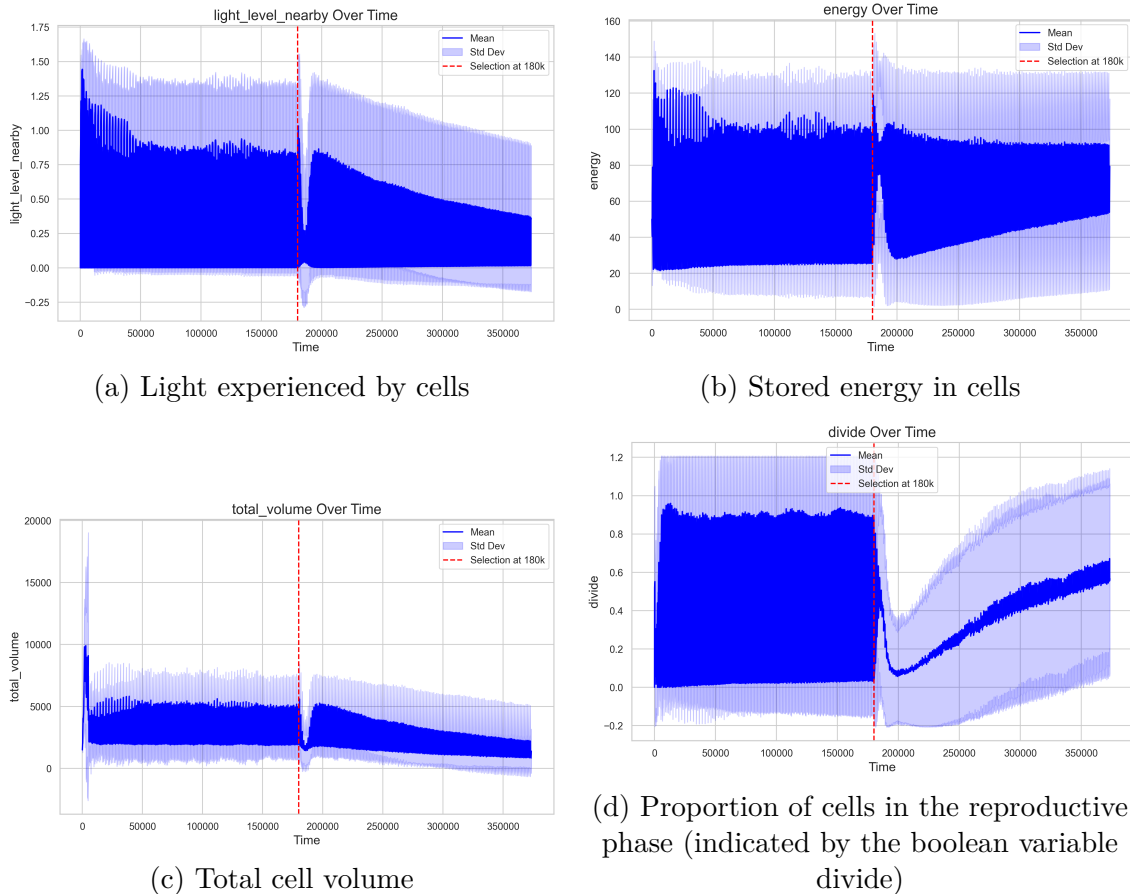 light_level_nearby Over Time
light_level_nearby
1.75
1.50
1.25
1.00
0.75
0.50
0.25
0.00
−0.25
Mean
Std Dev
Selection at 180k
0 50000 100000 150000 200000 250000 300000 350000
Time
(a) Light experienced by cells
energy Over Time
energy
160
140
120
100
80
60
40
20
0
Mean
Std Dev
Selection at 180k
0 50000 100000 150000 200000 250000 300000 350000
Time
(b) Stored energy in cells
total_volume Over Time
total_volume
20000
15000
10000
5000
0
Mean
Std Dev
Selection at 180k
0 50000 100000 150000 200000 250000 300000 350000
Time
(c) Total cell volume
divide Over Time
divide
1.2
1.0
0.8
0.6
0.4
0.2
0.0
−0.2
Mean
Std Dev
Selection at 180k
0 50000 100000 150000 200000 250000 300000 350000
Time
(d) Proportion of cells in the reproductive
phase (indicated by the boolean variable
divide)